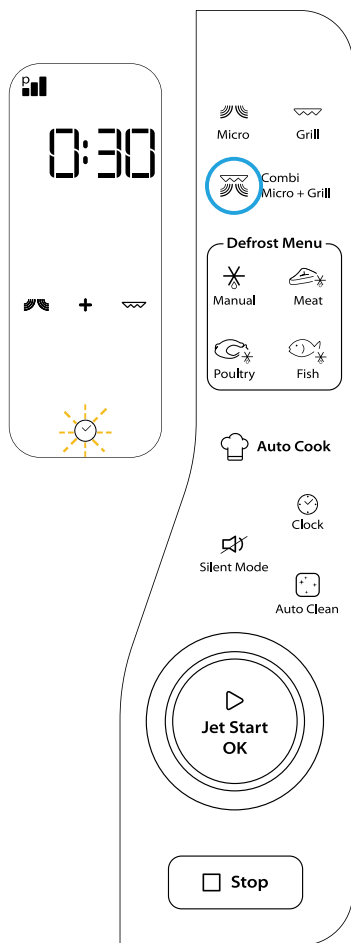 P
0:30
+
Micro
Grill
Combi
Micro + Grill
Defrost Menu
Manual
Meat
Poultry
Fish
Auto Cook
Clock
Silent Mode
Auto Clean
Jet Start
OK
Stop